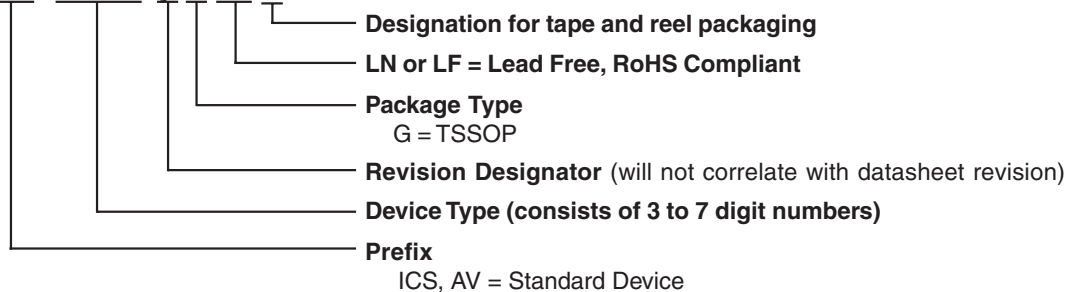 Designation for tape and reel packaging
LN or LF = Lead Free, RoHS Compliant
Package Type
G = TSSOP
Revision Designator (will not correlate with datasheet revision)
Device Type (consists of 3 to 7 digit numbers)
Prefix
ICS, AV = Standard Device